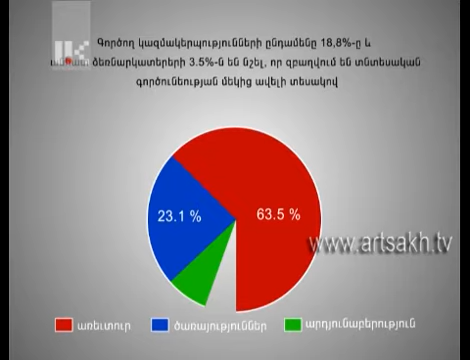 Գործող կազմակերպությունների ընդամենը 18,8%-ը և
ձեռնարկատերերի 3.5%-ն են նշել, որ զբաղվում են տնտեսական
գործունեության մեկից ավելի տեսակով
23.1 %
63.5 %
www.artsakh.tv
առեւտուր ծառայություններ արդյունաբերություն